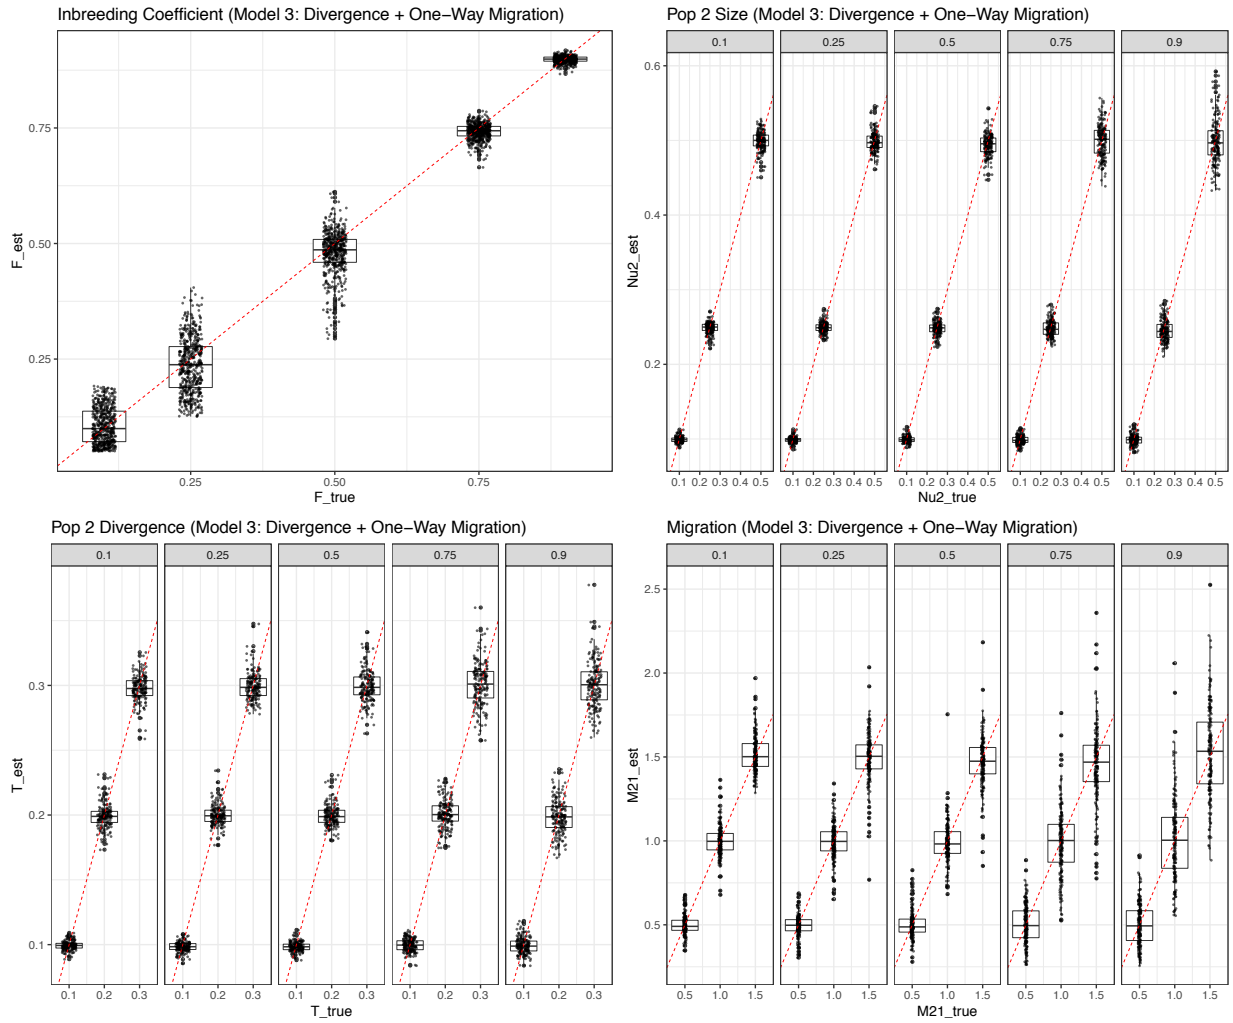 Inbreeding Coefficient (Model 3: Divergence + One−Way Migration)
F_est
0.75
0.50
0.25
0.25 0.50 0.75
F_true
Pop 2 Size (Model 3: Divergence + One−Way Migration)
0.1 0.25 0.5 0.75 0.9
Nu2_est
0.6
0.4
0.2
0.1 0.2 0.3 0.4 0.5 0.1 0.2 0.3 0.4 0.5 0.1 0.2 0.3 0.4 0.5 0.1 0.2 0.3 0.4 0.5 0.1 0.2 0.3 0.4 0.5
Nu2_true
Pop 2 Divergence (Model 3: Divergence + One−Way Migration)
0.1 0.25 0.5 0.75 0.9
T_est
0.3
0.2
0.1
0.1 0.2 0.3 0.1 0.2 0.3 0.1 0.2 0.3 0.1 0.2 0.3 0.1 0.2 0.3
T_true
Migration (Model 3: Divergence + One−Way Migration)
0.1 0.25 0.5 0.75 0.9
M21_est
2.5
2.0
1.5
1.0
0.5
0.5 1.0 1.5 0.5 1.0 1.5 0.5 1.0 1.5 0.5 1.0 1.5 0.5 1.0 1.5
M21_true